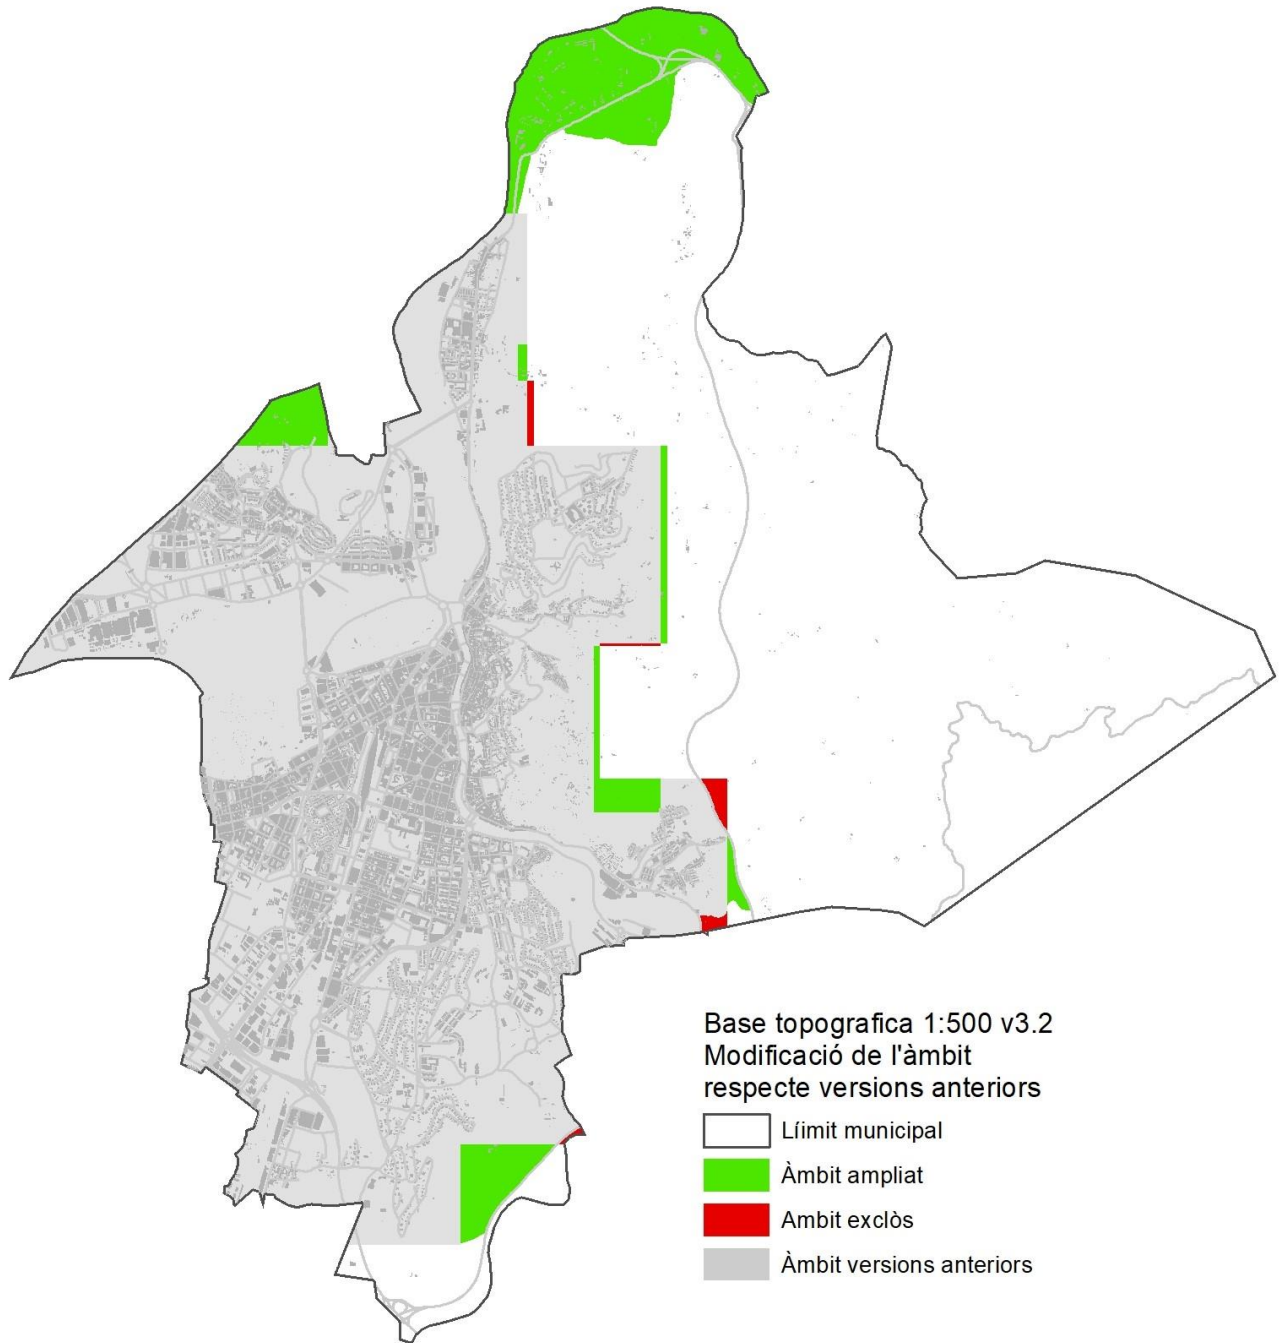 Base topografica 1:500 v3.2
Modificació de l'àmbit
respecte versions anteriors
Líimit municipal
Àmbit ampliat
Ambit exclòs
Àmbit versions anteriors